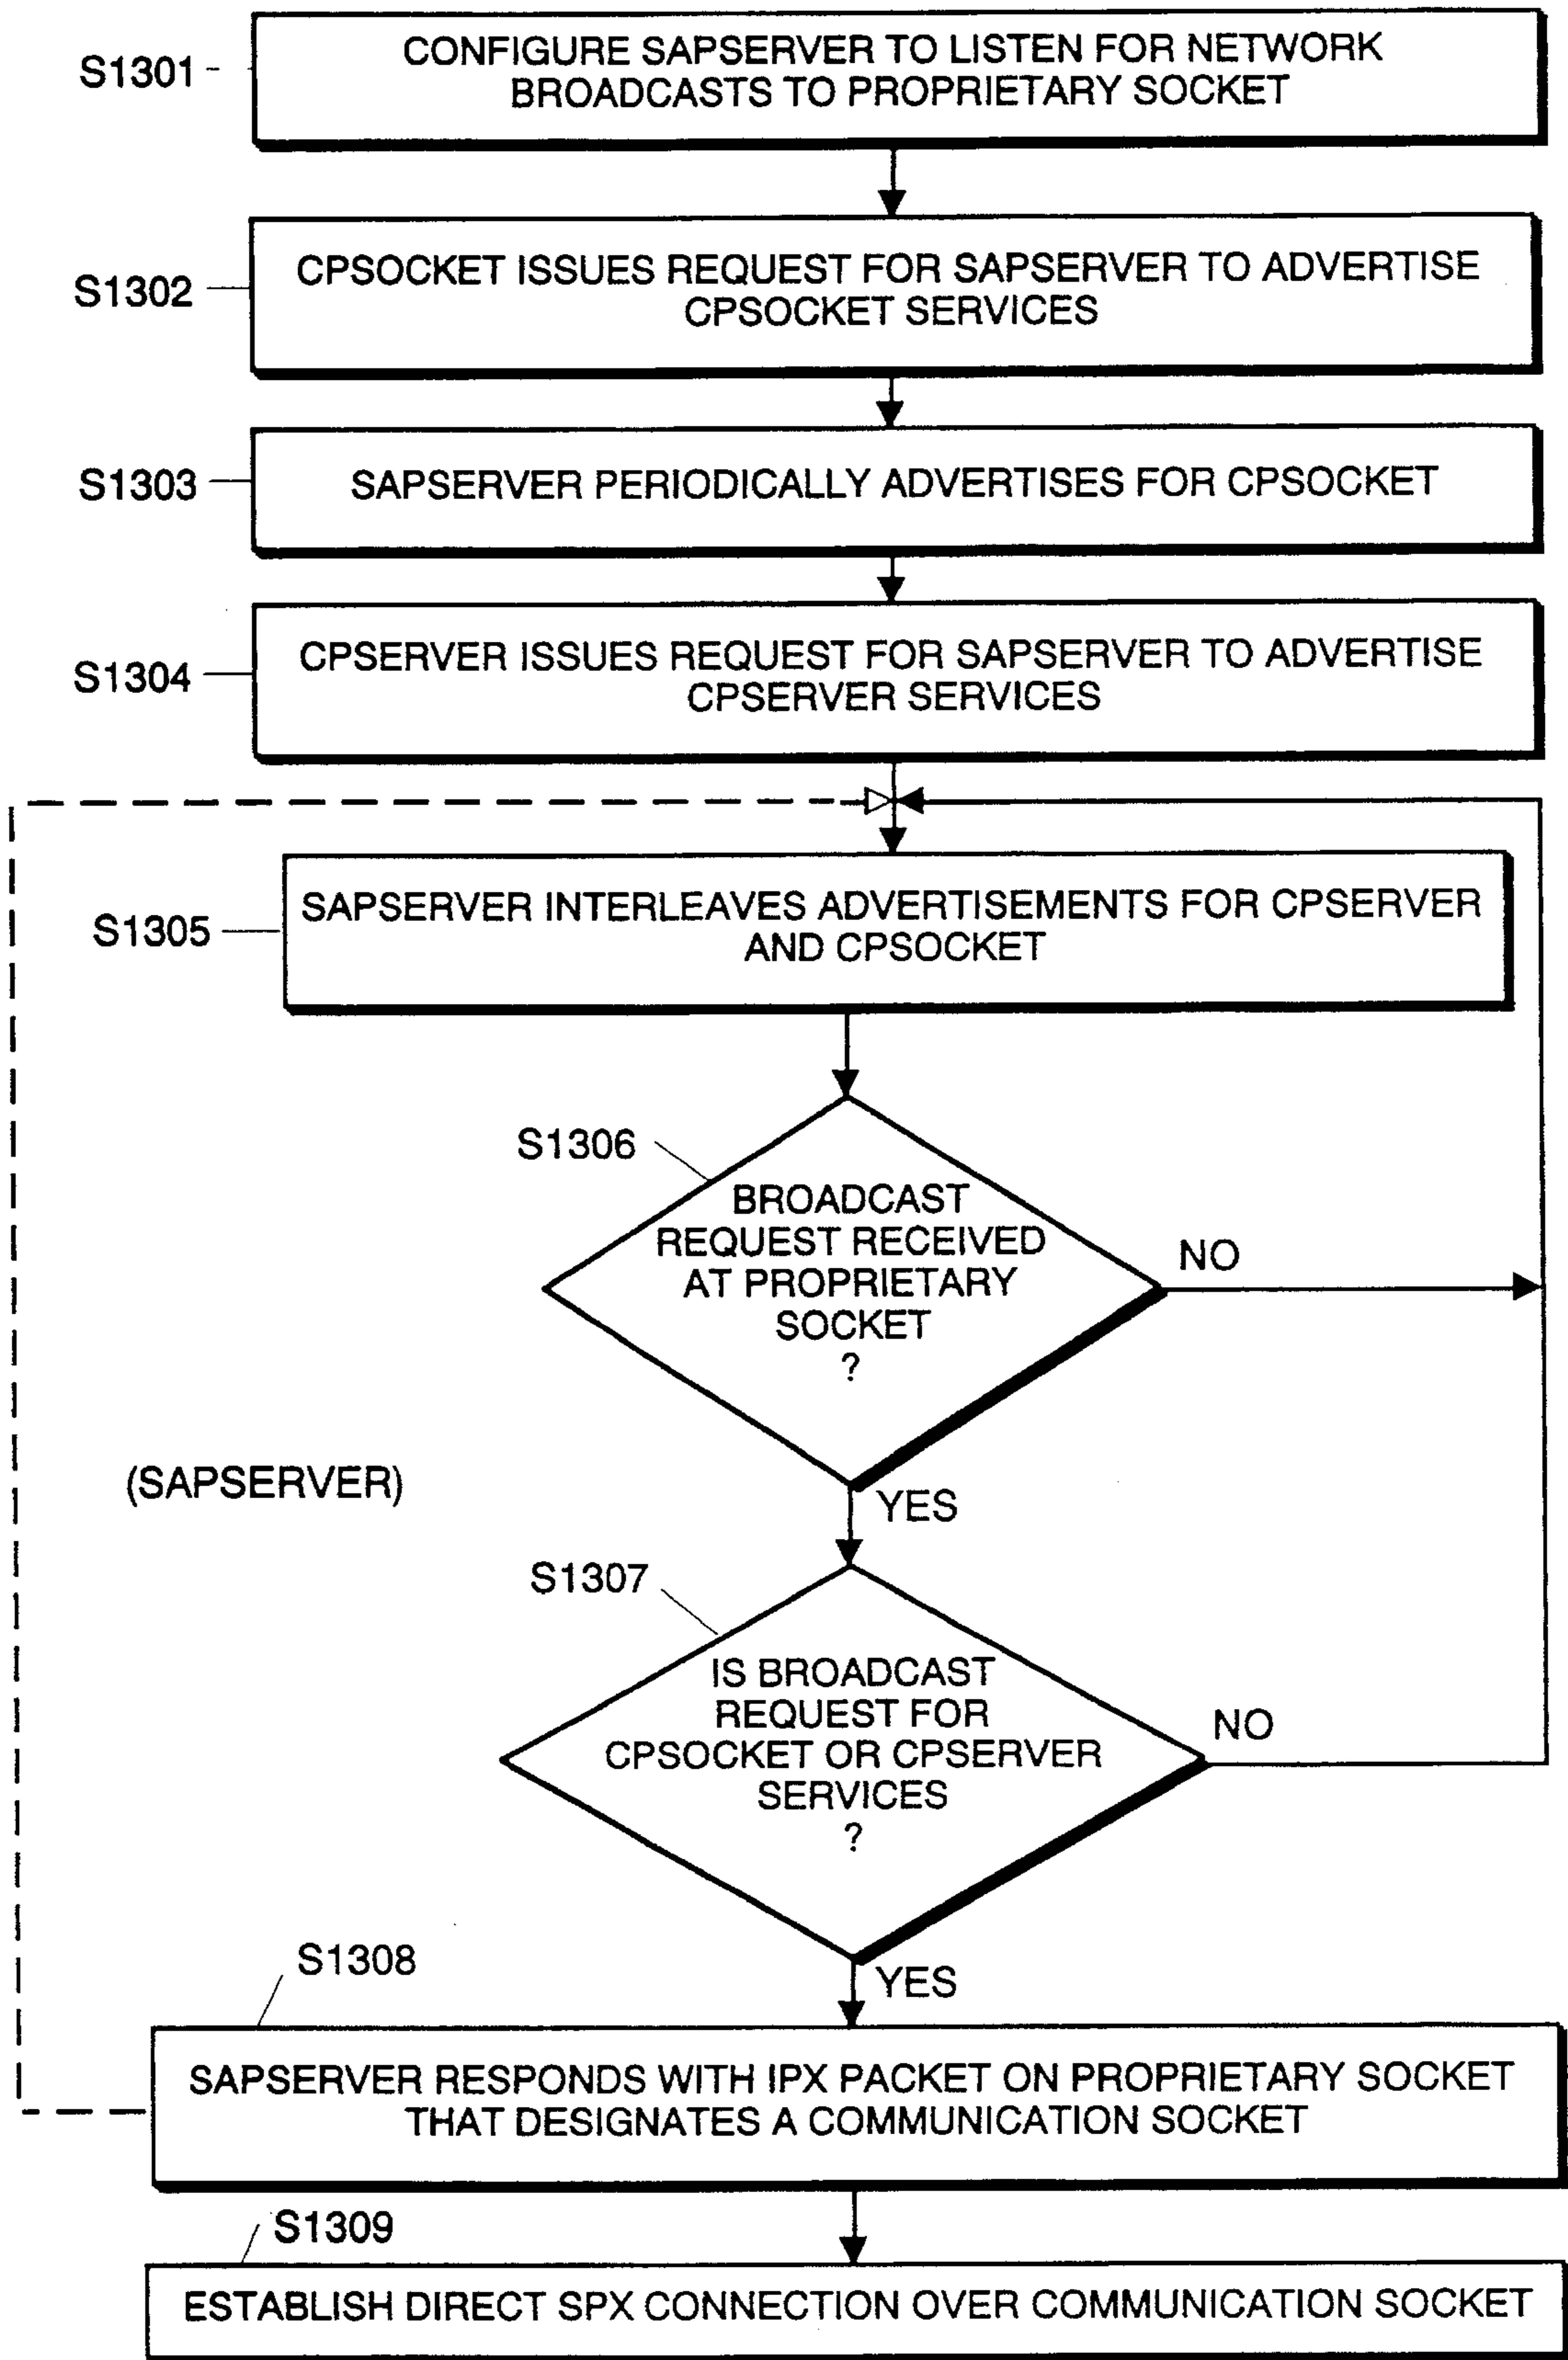 S1301
CONFIGURE SAPSERVER TO LISTEN FOR NETWORK
BROADCASTS TO PROPRIETARY SOCKET
S1302
CPSOCKET ISSUES REQUEST FOR SAPSERVER TO ADVERTISE
CPSOCKET SERVICES
S1303
SAPSERVER PERIODICALLY ADVERTISES FOR CPSOCKET
S1304
CPSERVER ISSUES REQUEST FOR SAPSERVER TO ADVERTISE
CPSERVER SERVICES
S1305
SAPSERVER INTERLEAVES ADVERTISEMENTS FOR CPSERVER
AND CPSOCKET
S1306
BROADCAST
REQUEST RECEIVED
AT PROPRIETARY
SOCKET
?
NO
(SAPSERVER)
YES
S1307
IS BROADCAST
REQUEST FOR
CPSOCKET OR CPSERVER
SERVICES
?
NO
YES
S1308
SAPSERVER RESPONDS WITH IPX PACKET ON PROPRIETARY SOCKET
THAT DESIGNATES A COMMUNICATION SOCKET
S1309
ESTABLISH DIRECT SPX CONNECTION OVER COMMUNICATION SOCKET